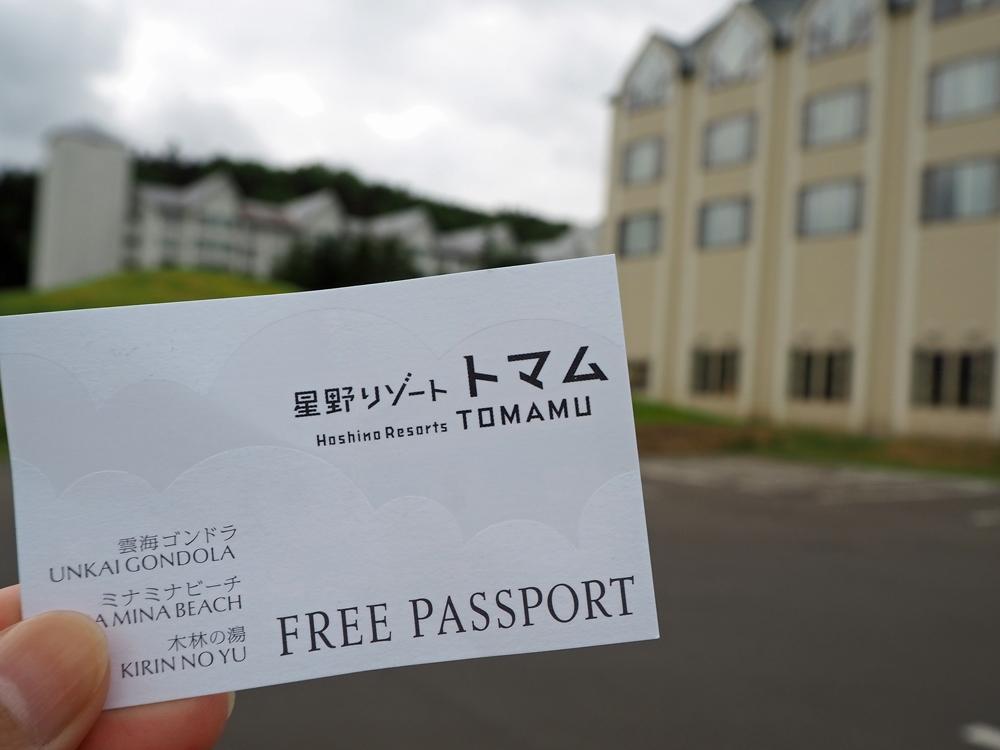 星野リゾート トマム
Hoshino Resorts TOMAMU
雲海ゴンドラ
UNKAI GONDOLA
ミナミナビーチ
A MINA BEACH
木林の湯
KIRIN NO YU
FREE PASSPORT